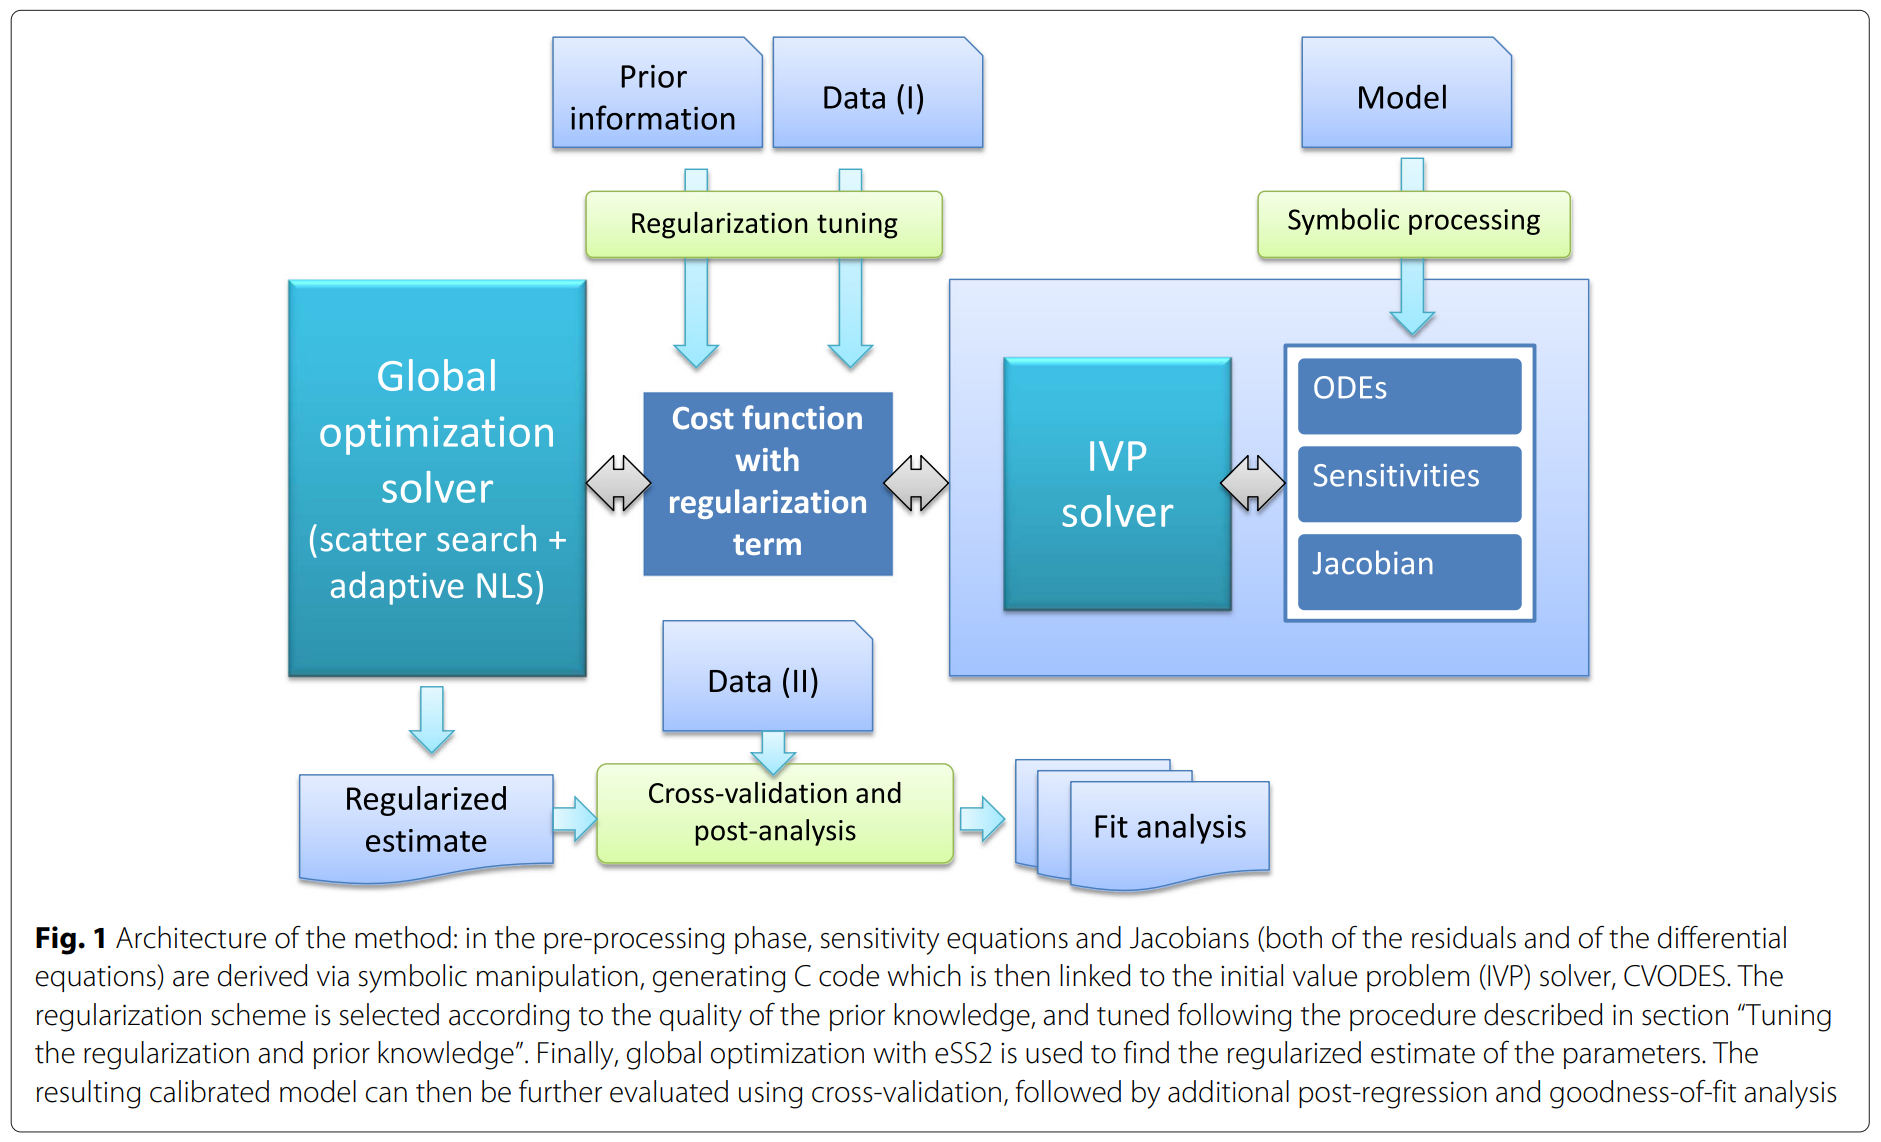 Prior
information
Data (I)
Model
Regularization tuning
Symbolic processing
Global
optimization
solver
(scatter search +
adaptive NLS)
Cost function
with
regularization
term
IVP
solver
ODEs
Sensitivities
Jacobian
Data (II)
Regularized
estimate
Cross-validation and
post-analysis
Fit analysis
Fig. 1 Architecture of the method: in the pre-processing phase, sensitivity equations and Jacobians (both of the residuals and of the differential
equations) are derived via symbolic manipulation, generating C code which is then linked to the initial value problem (IVP) solver, CVODES. The
regularization scheme is selected according to the quality of the prior knowledge, and tuned following the procedure described in section “Tuning
the regularization and prior knowledge”. Finally, global optimization with eSS2 is used to find the regularized estimate of the parameters. The
resulting calibrated model can then be further evaluated using cross-validation, followed by additional post-regression and goodness-of-fit analysis